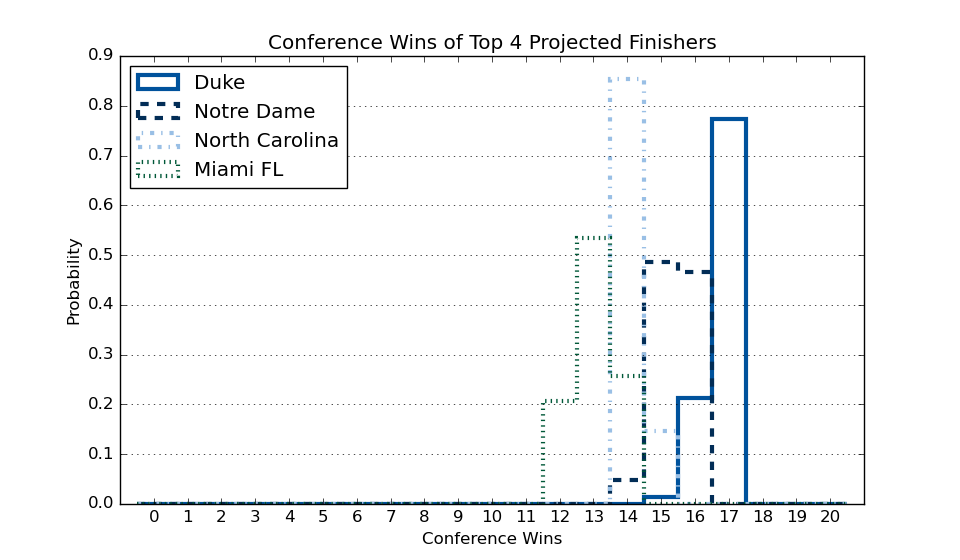 Conference Wins of Top 4 Projected Finishers
0.9
0.8
0.7
0.6
0.5
0.4
0.3
0.2
0.1
0.0
Probability
Duke
Notre Dame
North Carolina
Miami FL
0 1 2 3 4 5 6 7 8 9 10 11 12 13 14 15 16 17 18 19 20
Conference Wins